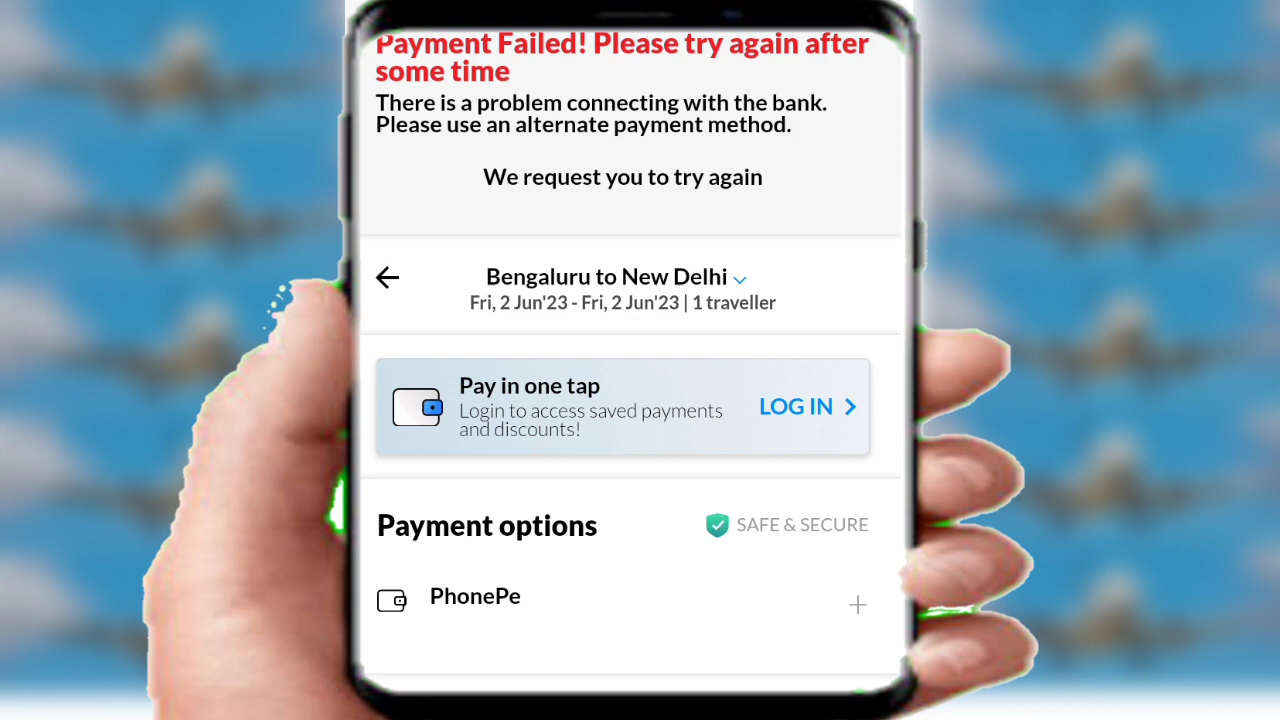 Payment Failed! Please try again after
some time
There is a problem connecting with the bank.
Please use an alternate payment method.
We request you to try again
Bengaluru to New Delhi
Fri, 2 Jun'23 - Fri, 2 Jun'23 | 1 traveller
Pay in one tap
Login to access saved payments
and discounts!
LOG IN
Payment options
SAFE & SECURE
PhonePe